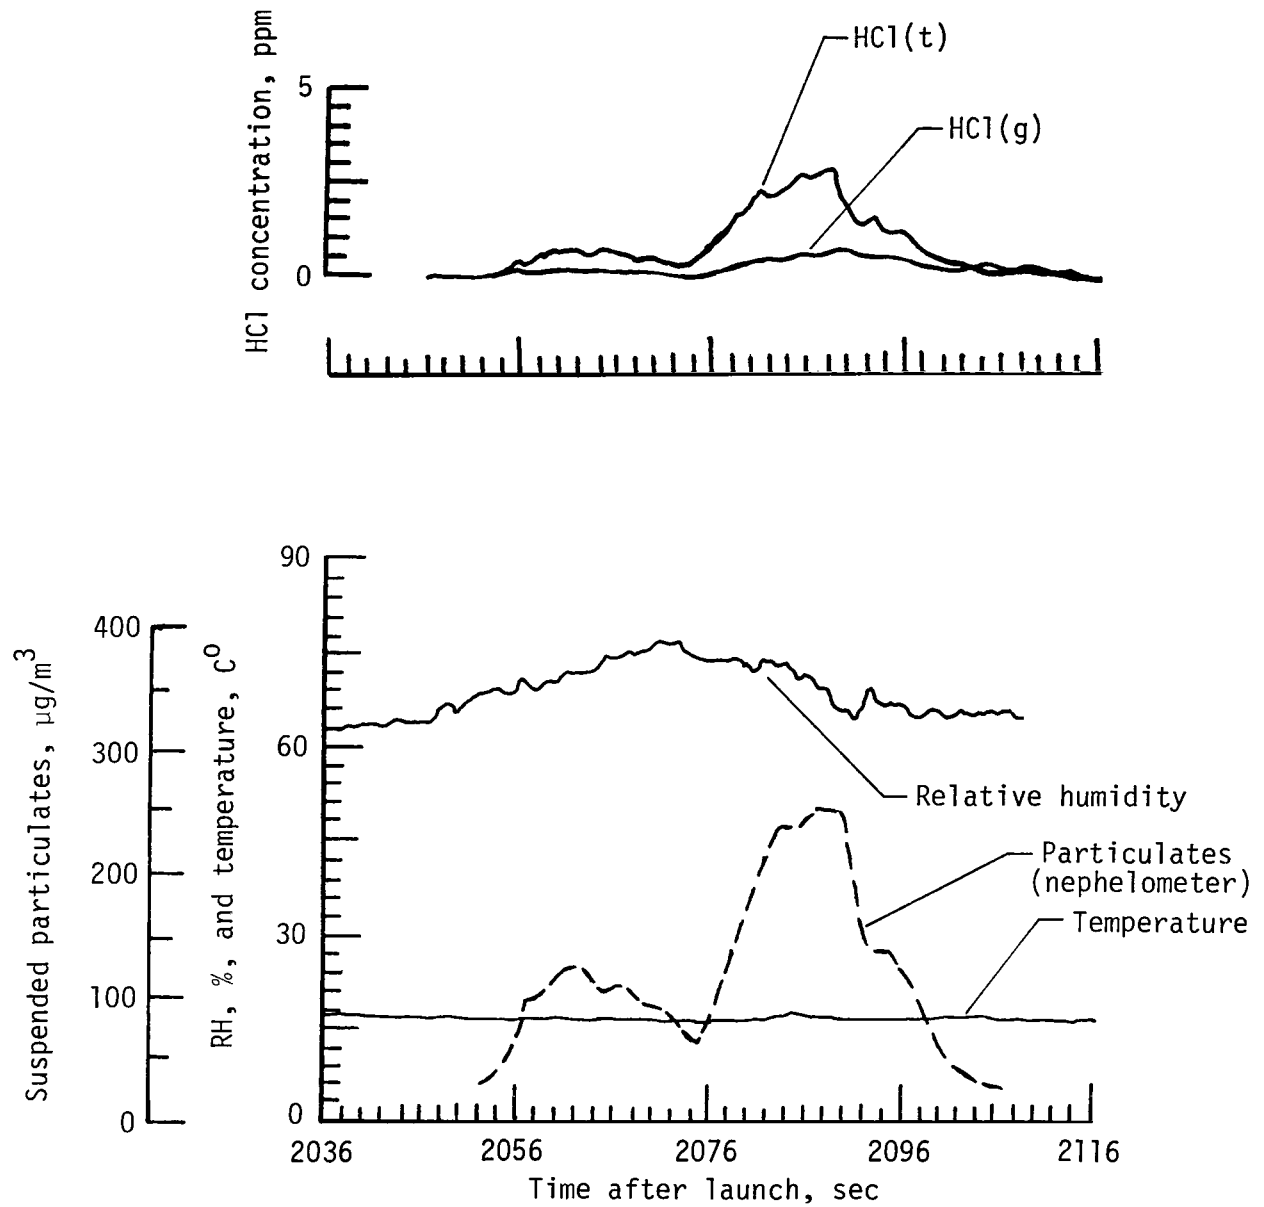 HCl(t)
HCl(g)
HCl concentration, ppm
5
0
Suspended particulates, µg/m³
400
300
200
100
0
RH, %, and temperature, C⁰
90
60
30
0
Relative humidity
Particulates
(nephelometer)
Temperature
2036 2056 2076 2096 2116
Time after launch, sec